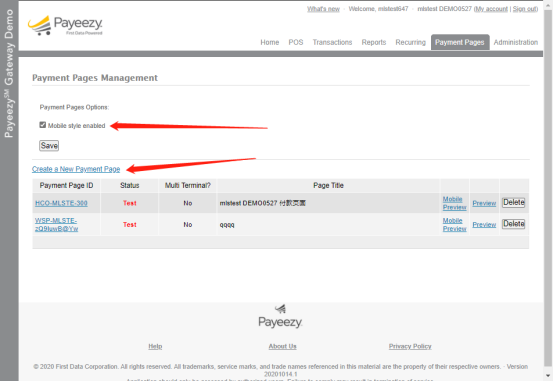 What's new · Welcome, mlstest647 · mlstest DEMO0527 (My account | Sign out)
Payeezy℠ Gateway Demo
Payeezy.
First Data Powered
Home POS Transactions Reports Recurring Payment Pages Administration
Payment Pages Management
Payment Pages Options:
Mobile style enabled
Save
Create a New Payment Page
Payment Page ID Status Multi Terminal? Page Title
HCO-MLSTE-300 Test No mlstest DEMO0527 付款页面 Mobile Preview Preview Delete
WSP-MLSTE-zQ9luwB@Yw Test No qqqq Mobile Preview Preview Delete
Payeezy.
Help About Us Privacy Policy
© 2020 First Data Corporation. All rights reserved. All trademarks, service marks, and trade names referenced in this material are the property of their respective owners. · Version
20201014.1